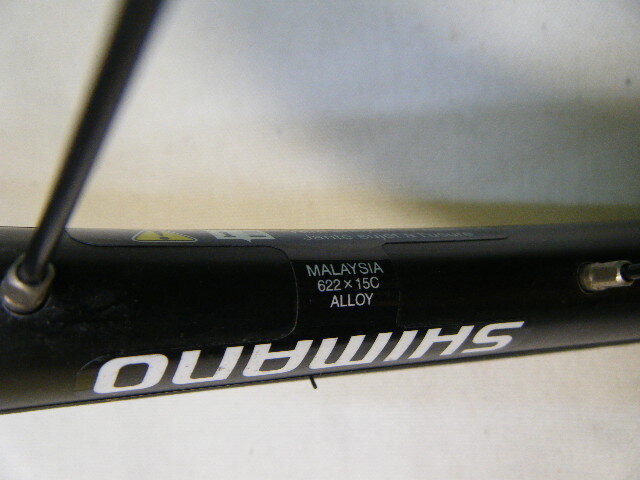 MALAYSIA
622 × 15C
ALLOY
SHIMANO